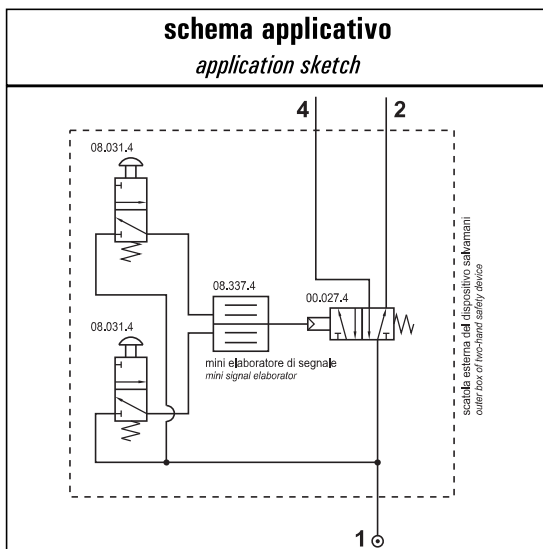 schema applicativo
application sketch
4
2
08.031.4
08.337.4
00.027.4
08.031.4
mini elaboratore di segnale
mini signal elaborator
scatola esterna del dispositivo salvamani
outer box of two-hand safety device
1